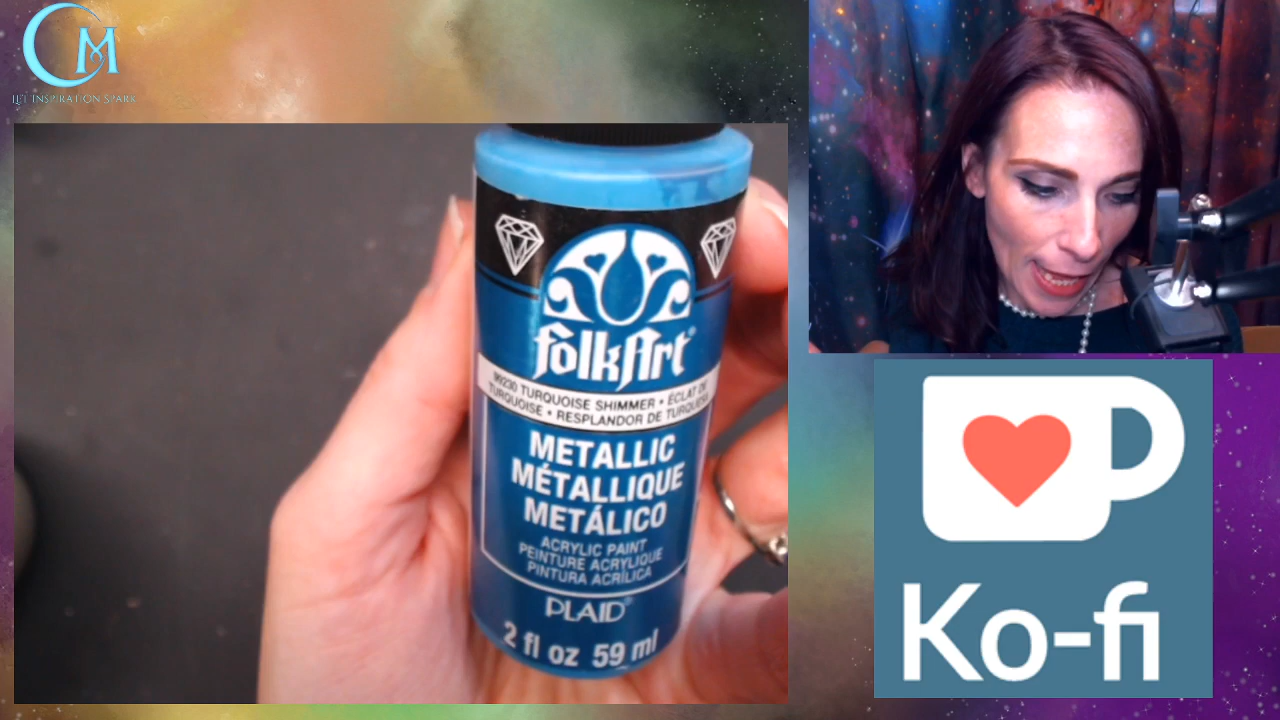 CM
LET INSPIRATION SPARK
folkArt®
99230 TURQUOISE SHIMMER • ÉCLAT DE
TURQUOISE • RESPLANDOR DE TURQUESA
METALLIC
MÉTALLIQUE
METÁLICO
ACRYLIC PAINT
PEINTURE ACRYLIQUE
PINTURA ACRÍLICA
PLAID®
2 fl oz 59 ml
Ko-fi